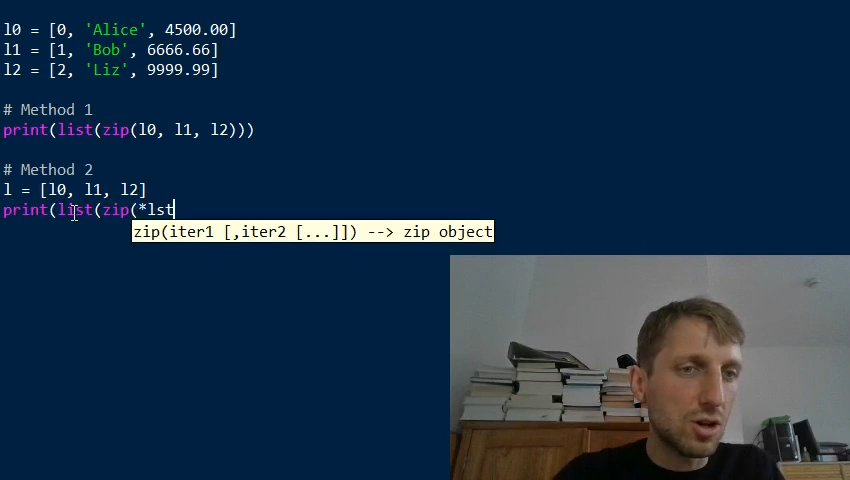 l0 = [0, 'Alice', 4500.00]
l1 = [1, 'Bob', 6666.66]
l2 = [2, 'Liz', 9999.99]
# Method 1
print(list(zip(l0, l1, l2)))
# Method 2
l = [l0, l1, l2]
print(list(zip(*lst
zip(iter1 [,iter2 [...]]) --> zip object